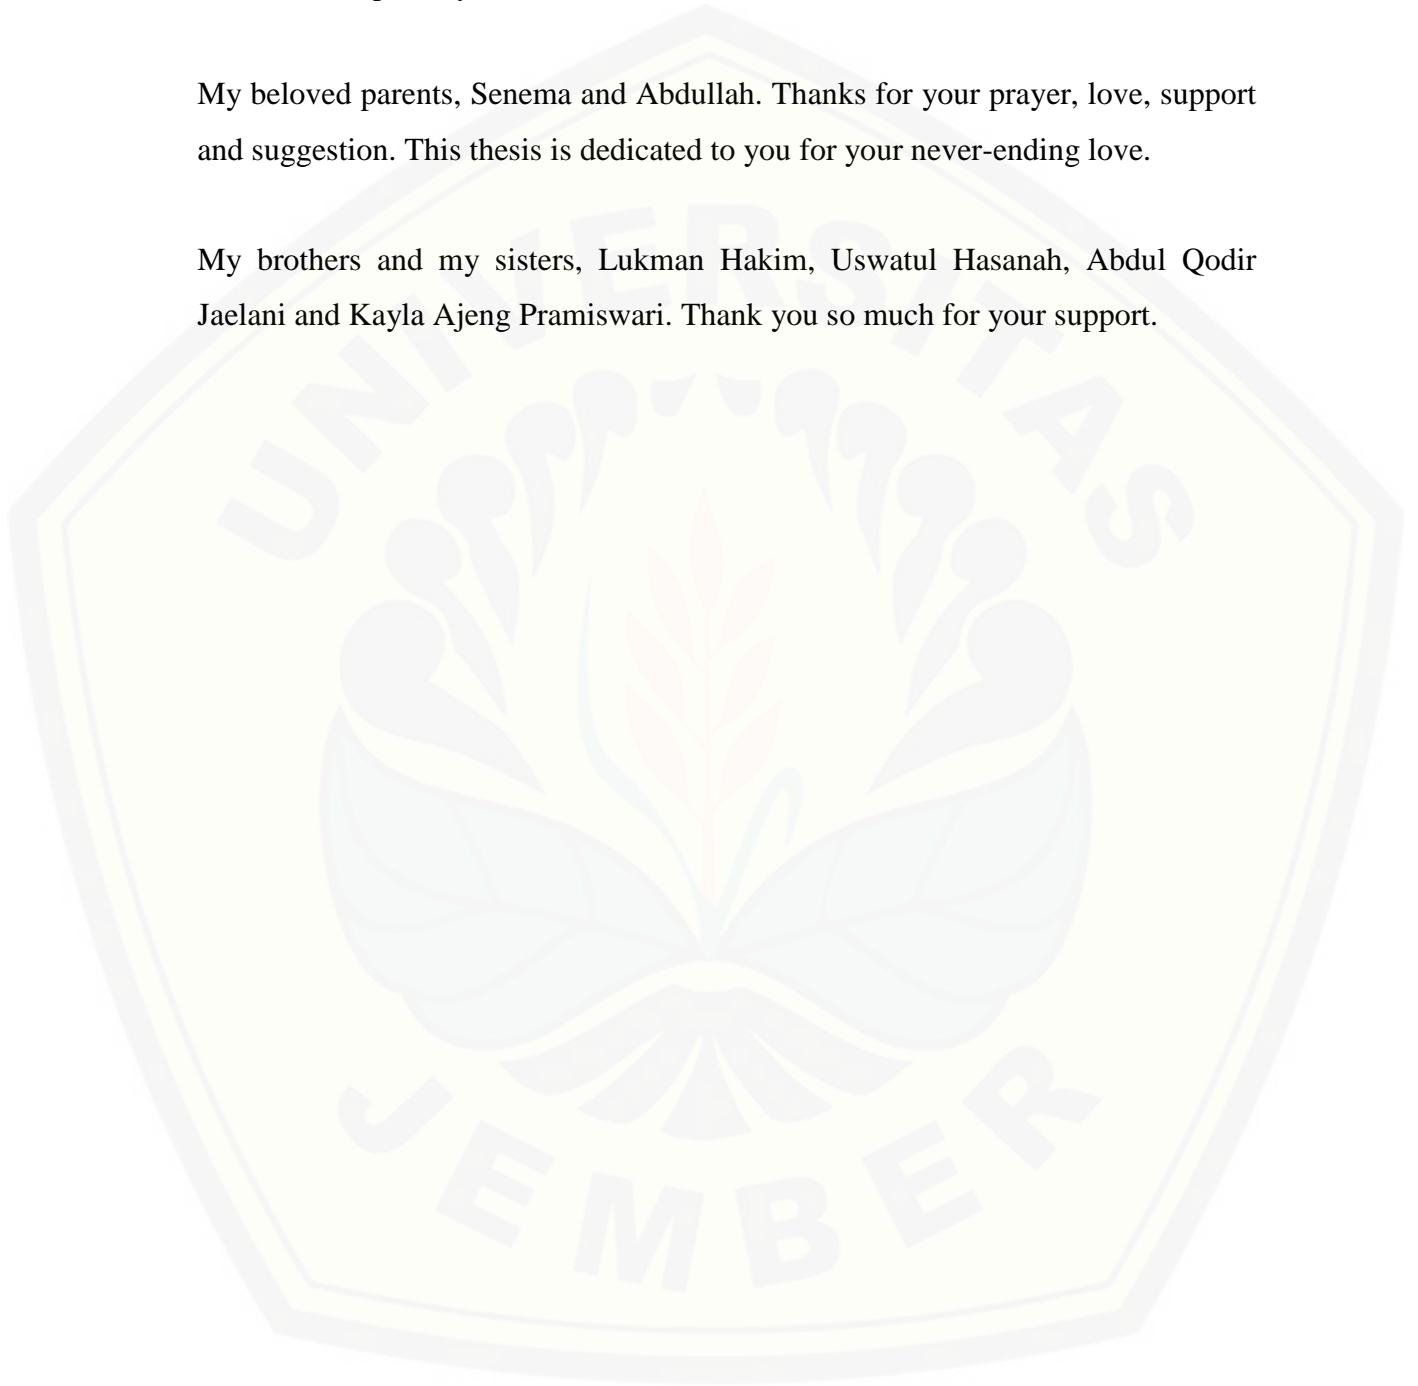 My beloved parents, Senema and Abdullah. Thanks for your prayer, love, support
and suggestion. This thesis is dedicated to you for your never-ending love.
My brothers and my sisters, Lukman Hakim, Uswatul Hasanah, Abdul Qodir
Jaelani and Kayla Ajeng Pramiswari. Thank you so much for your support.
UNIVERSITAS
JEMBER